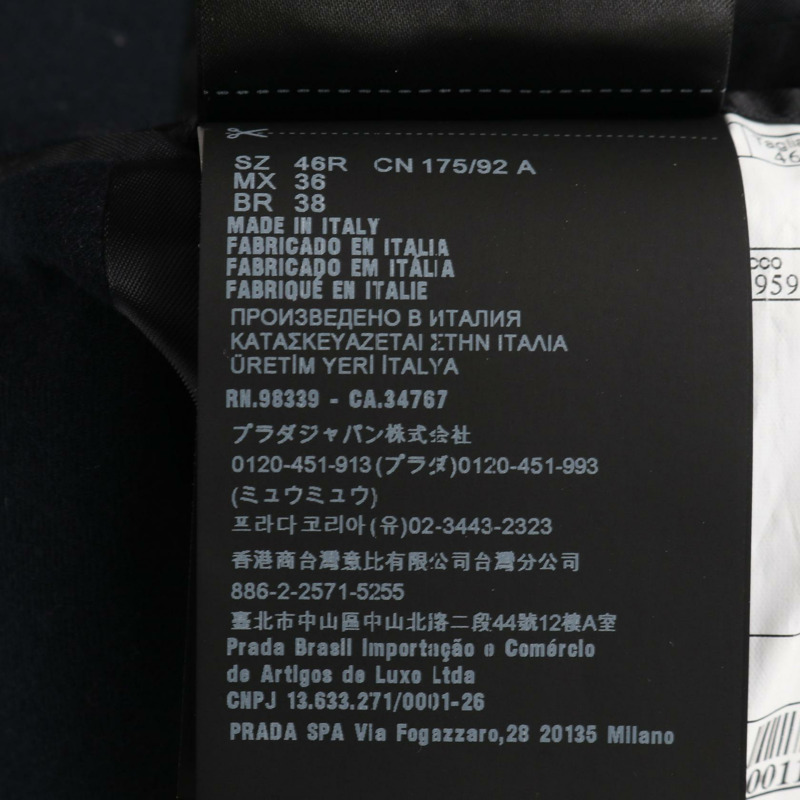 SZ 46R CN 175/92 A
MX 36
BR 38
MADE IN ITALY
FABRICADO EN ITALIA
FABRICADO EM ITÁLIA
FABRIQUÉ EN ITALIE
ПРОИЗВЕДЕНО В ИТАЛИЯ
ΚΑΤΑΣΚΕΥΑΖΕΤΑΙ ΣΤΗΝ ΙΤΑΛΙΑ
ÜRETİM YERİ İTALYA
RN.98339 - CA.34767
プラダジャパン株式会社
0120-451-913(プラダ)0120-451-993
(ミュウミュウ)
프라다코리아(유)02-3443-2323
香港商台灣意比有限公司台灣分公司
886-2-2571-5255
臺北市中山區中山北路二段44號12樓A室
Prada Brasil Importação e Comércio
de Artigos de Luxo Ltda
CNPJ 13.633.271/0001-26
PRADA SPA Via Fogazzaro,28 20135 Milano
46
959
0011